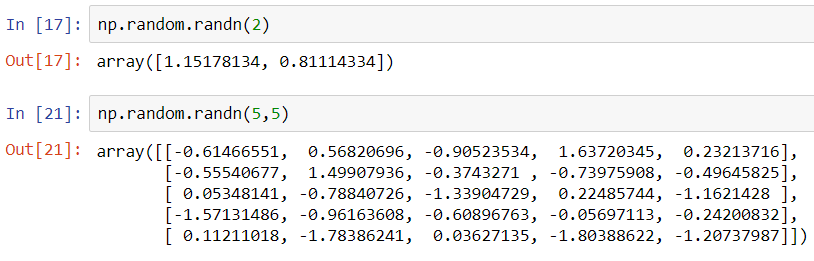 In [17]: np.random.randn(2)
Out[17]: array([1.15178134, 0.81114334])
In [21]: np.random.randn(5,5)
Out[21]: array([[-0.61466551,  0.56820696, -0.90523534,  1.63720345,  0.23213716],
[-0.55540677,  1.49907936, -0.3743271 , -0.73975908, -0.49645825],
[ 0.05348141, -0.78840726, -1.33904729,  0.22485744, -1.1621428 ],
[-1.57131486, -0.96163608, -0.60896763, -0.05697113, -0.24200832],
[ 0.11211018, -1.78386241,  0.03627135, -1.80388622, -1.20737987]])